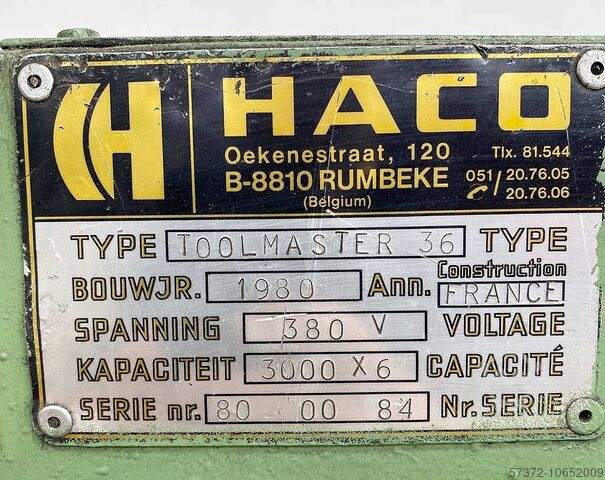 H HACO
Oekenestraat, 120 Tlx. 81.544
B-8810 RUMBEKE 051/20.76.05
(Belgium) 20.76.06
TYPE TOOLMASTER 36 TYPE
BOUWJR. 1980 Ann. Construction FRANCE
SPANNING 380 V VOLTAGE
KAPACITEIT 3000 X 6 CAPACITÉ
SERIE nr. 80 00 84 Nr. SERIE
57372-10652009